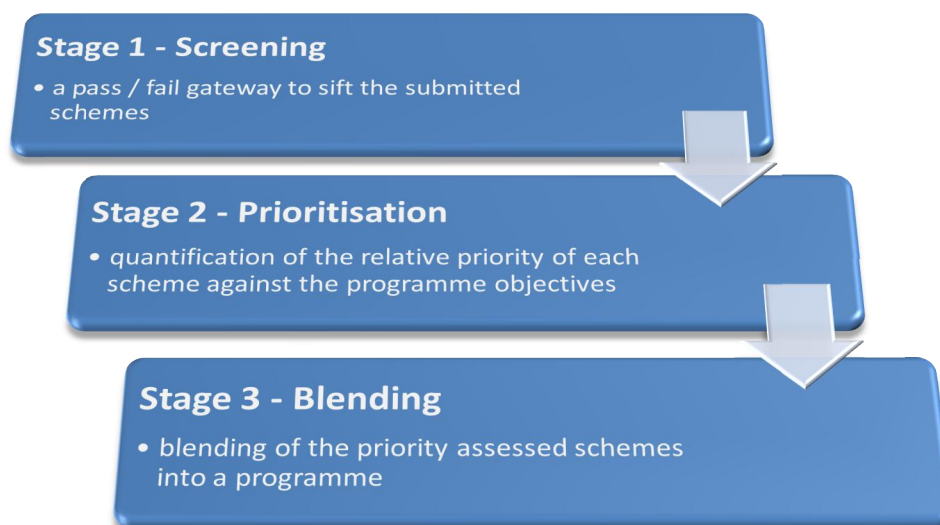 Stage 1 - Screening
• a pass / fail gateway to sift the submitted
schemes
Stage 2 - Prioritisation
• quantification of the relative priority of each
scheme against the programme objectives
Stage 3 - Blending
• blending of the priority assessed schemes
into a programme